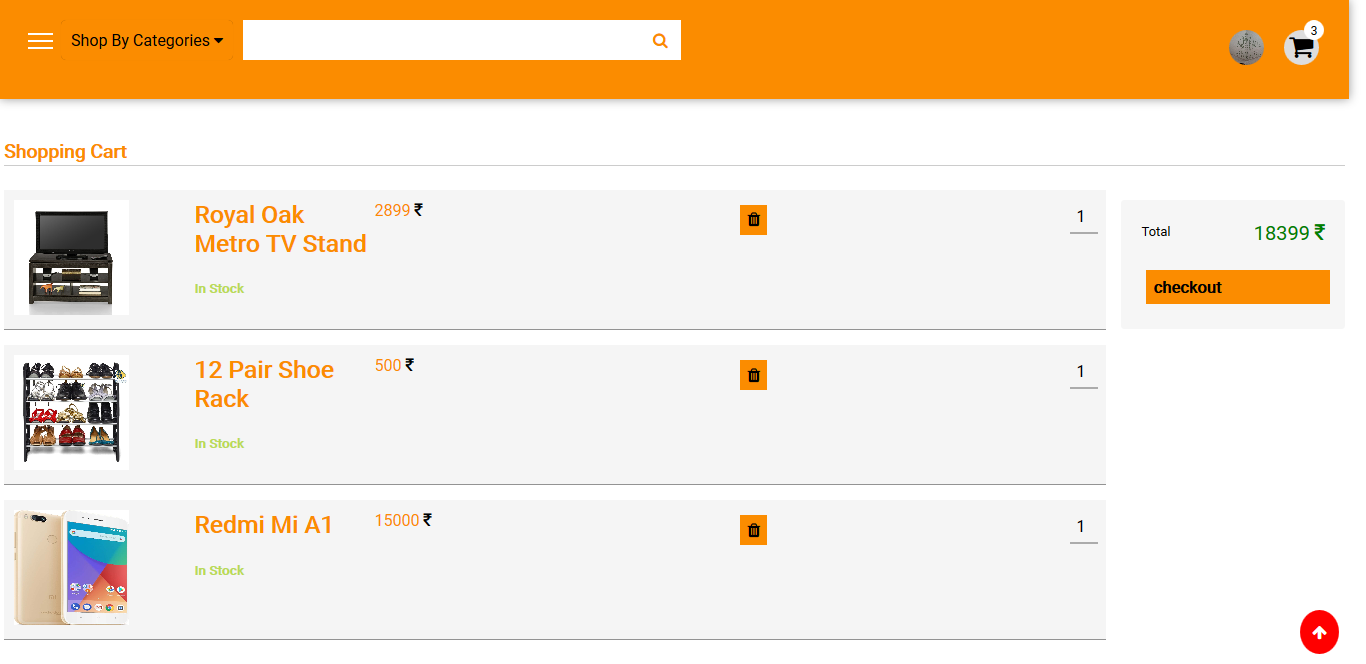 Shop By Categories
3
Shopping Cart
Royal Oak
Metro TV Stand
2899 ₹
1
In Stock
Total
18399 ₹
checkout
12 Pair Shoe
Rack
500 ₹
1
In Stock
Redmi Mi A1
15000 ₹
1
In Stock